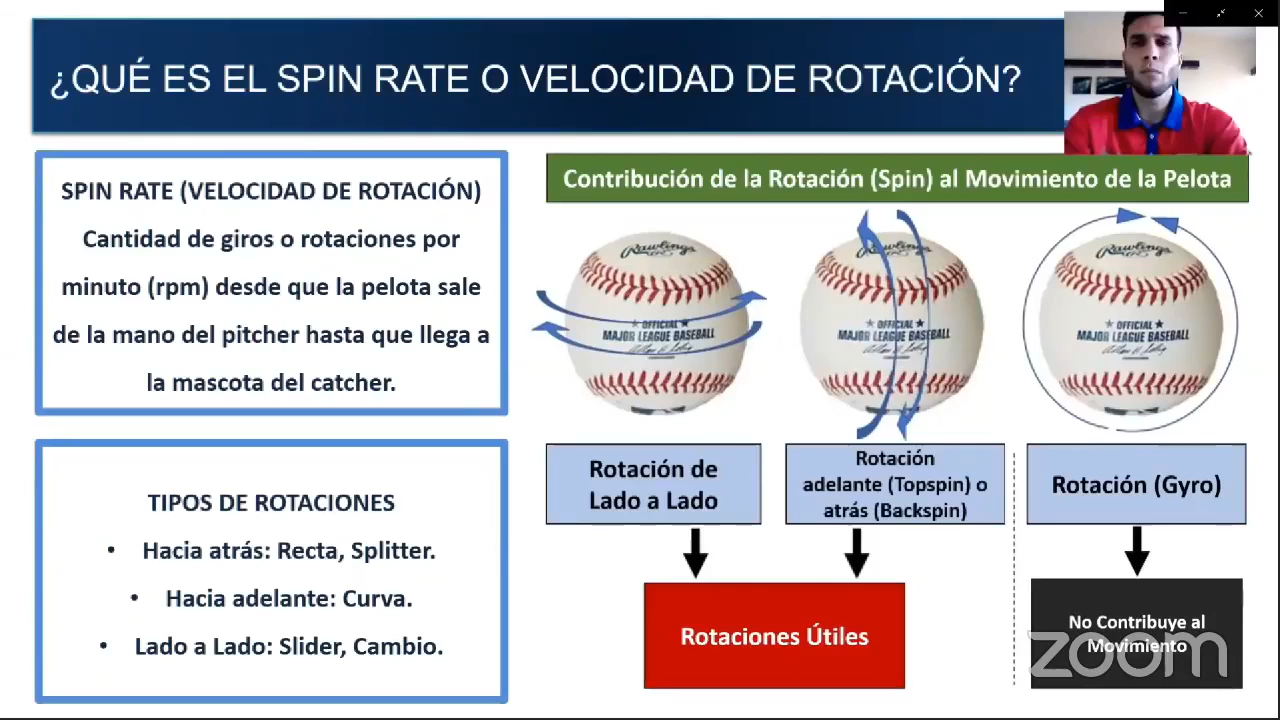 ¿QUÉ ES EL SPIN RATE O VELOCIDAD DE ROTACIÓN?
SPIN RATE (VELOCIDAD DE ROTACIÓN)
Cantidad de giros o rotaciones por
minuto (rpm) desde que la pelota sale
de la mano del pitcher hasta que llega a
la mascota del catcher.
TIPOS DE ROTACIONES
• Hacia atrás: Recta, Splitter.
• Hacia adelante: Curva.
• Lado a Lado: Slider, Cambio.
Contribución de la Rotación (Spin) al Movimiento de la Pelota
Rawlings
OFFICIAL
MAJOR LEAGUE BASEBALL
Rawlings
OFFICIAL
MAJOR LEAGUE BASEBALL
Rawlings
OFFICIAL
MAJOR LEAGUE BASEBALL
Rotación de
Lado a Lado
Rotación
adelante (Topspin) o
atrás (Backspin)
Rotación (Gyro)
Rotaciones Útiles
No Contribuye al
Movimiento
zoom